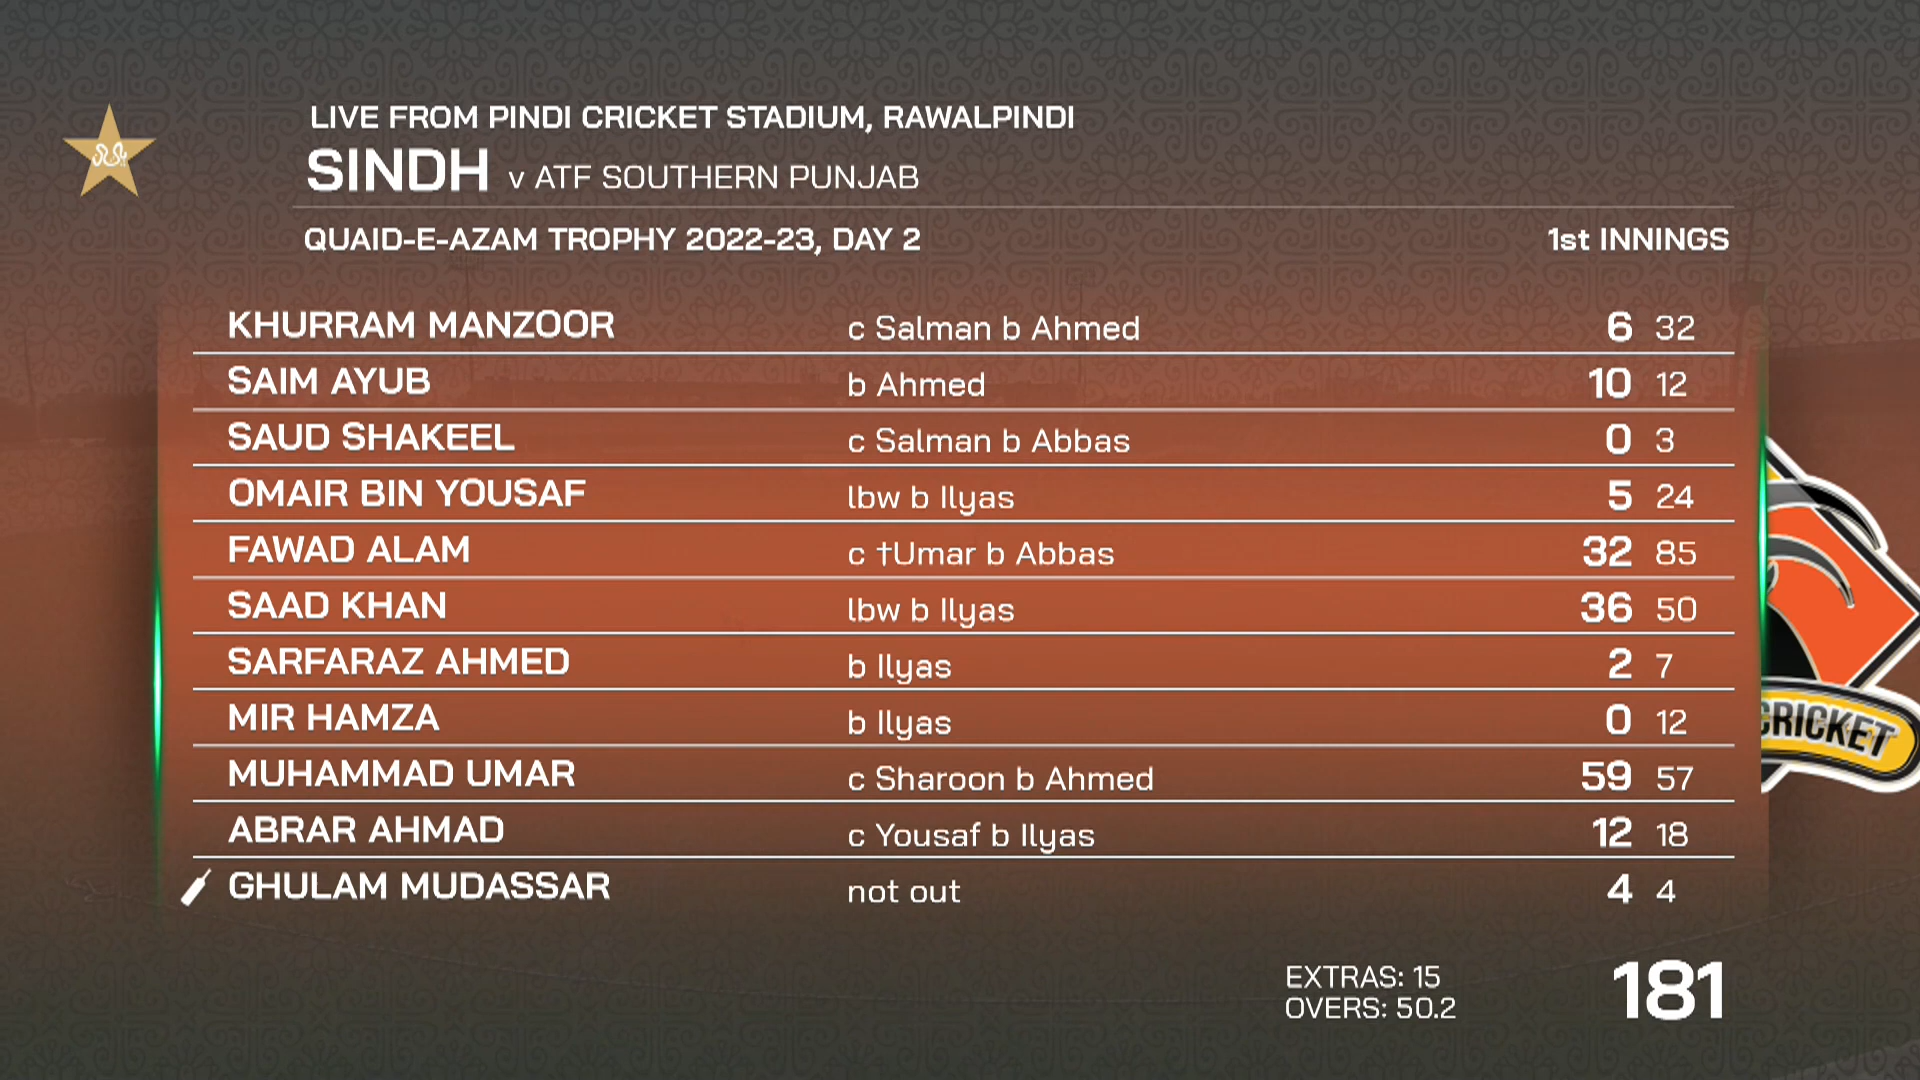 LIVE FROM PINDI CRICKET STADIUM, RAWALPINDI
SINDH v ATF SOUTHERN PUNJAB
QUAID-E-AZAM TROPHY 2022-23, DAY 2 1st INNINGS
KHURRAM MANZOOR c Salman b Ahmed 6 32
SAIM AYUB b Ahmed 10 12
SAUD SHAKEEL c Salman b Abbas 0 3
OMAIR BIN YOUSAF lbw b Ilyas 5 24
FAWAD ALAM c †Umar b Abbas 32 85
SAAD KHAN lbw b Ilyas 36 50
SARFARAZ AHMED b Ilyas 2 7
MIR HAMZA b Ilyas 0 12
MUHAMMAD UMAR c Sharoon b Ahmed 59 57
ABRAR AHMAD c Yousaf b Ilyas 12 18
GHULAM MUDASSAR not out 4 4
EXTRAS: 15
OVERS: 50.2
181
CRICKET